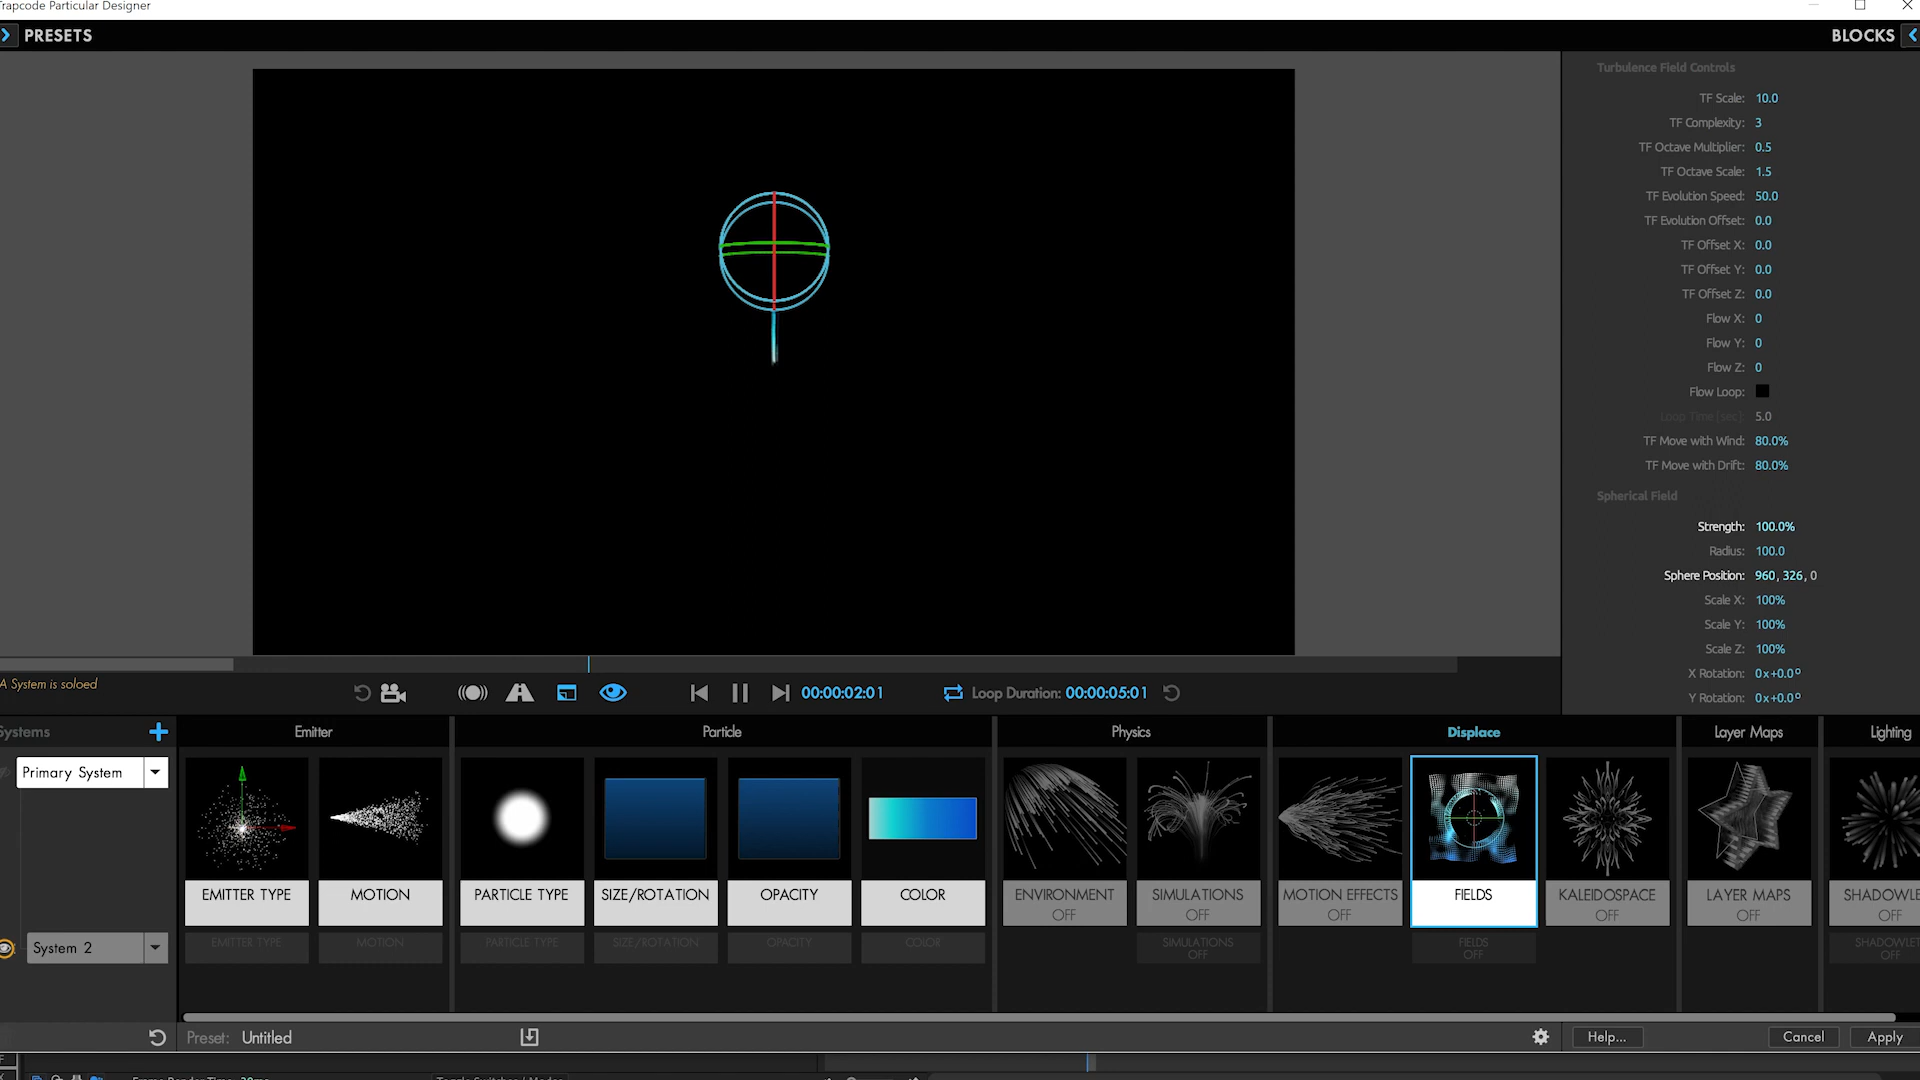 Trapcode Particular Designer
PRESETS
BLOCKS
Turbulence Field Controls
TF Scale: 10.0
TF Complexity: 3
TF Octave Multiplier: 0.5
TF Octave Scale: 1.5
TF Evolution Speed: 50.0
TF Evolution Offset: 0.0
TF Offset X: 0.0
TF Offset Y: 0.0
TF Offset Z: 0.0
Flow X: 0
Flow Y: 0
Flow Z: 0
Flow Loop:
Loop Time [sec]: 5.0
TF Move with Wind: 80.0%
TF Move with Drift: 80.0%
Spherical Field
Strength: 100.0%
Radius: 100.0
Sphere Position: 960, 326, 0
Scale X: 100%
Scale Y: 100%
Scale Z: 100%
X Rotation: 0x+0.0°
Y Rotation: 0x+0.0°
A System is soloed
00:00:02:01
Loop Duration: 00:00:05:01
Systems
Emitter
Particle
Physics
Displace
Layer Maps
Lighting
Primary System
EMITTER TYPE
MOTION
PARTICLE TYPE
SIZE/ROTATION
OPACITY
COLOR
ENVIRONMENT
OFF
SIMULATIONS
OFF
MOTION EFFECTS
OFF
FIELDS
KALEIDOSPACE
OFF
LAYER MAPS
OFF
SHADOWLE
OFF
System 2
EMITTER TYPE
MOTION
PARTICLE TYPE
SIZE/ROTATION
OPACITY
COLOR
SIMULATIONS
OFF
FIELDS
OFF
SHADOWLET
OFF
Preset: Untitled
Help...
Cancel
Apply